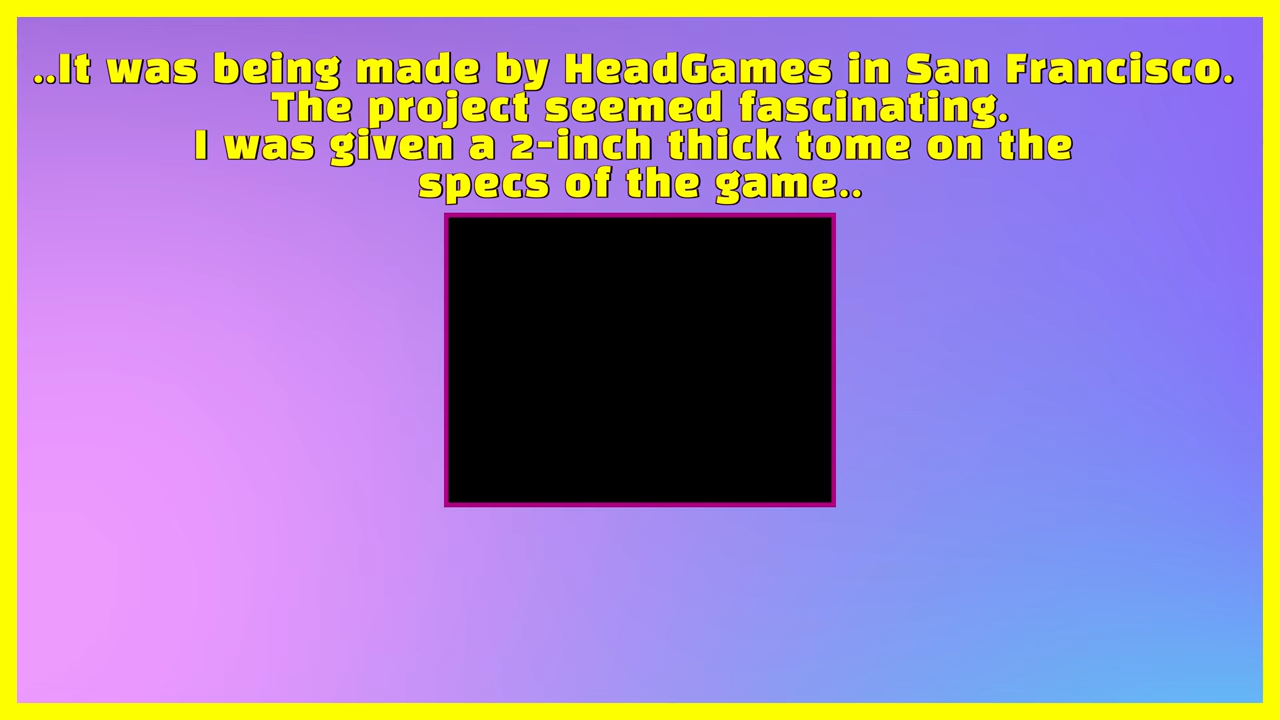 ..It was being made by HeadGames in San Francisco.
The project seemed fascinating.
I was given a 2-inch thick tome on the
specs of the game..